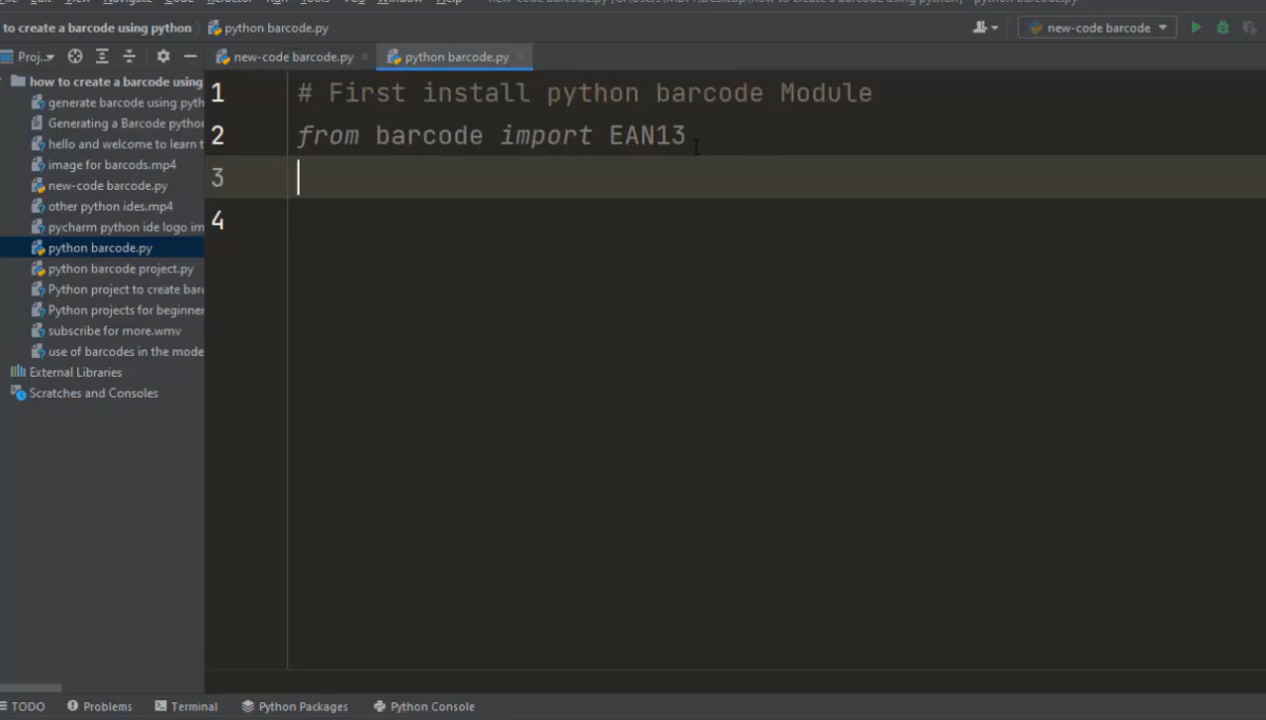 to create a barcode using python
python barcode.py
new-code barcode
Proj...
new-code barcode.py
python barcode.py
how to create a barcode using
generate barcode using pyth
Generating a Barcode python
hello and welcome to learn t
image for barcods.mp4
new-code barcode.py
other python ides.mp4
pycharm python ide logo im
python barcode.py
python barcode project.py
Python project to create bar
Python projects for beginner
subscribe for more.wmv
use of barcodes in the mode
External Libraries
Scratches and Consoles
1 # First install python barcode Module
2 from barcode import EAN13
3
4
TODO
Problems
Terminal
Python Packages
Python Console